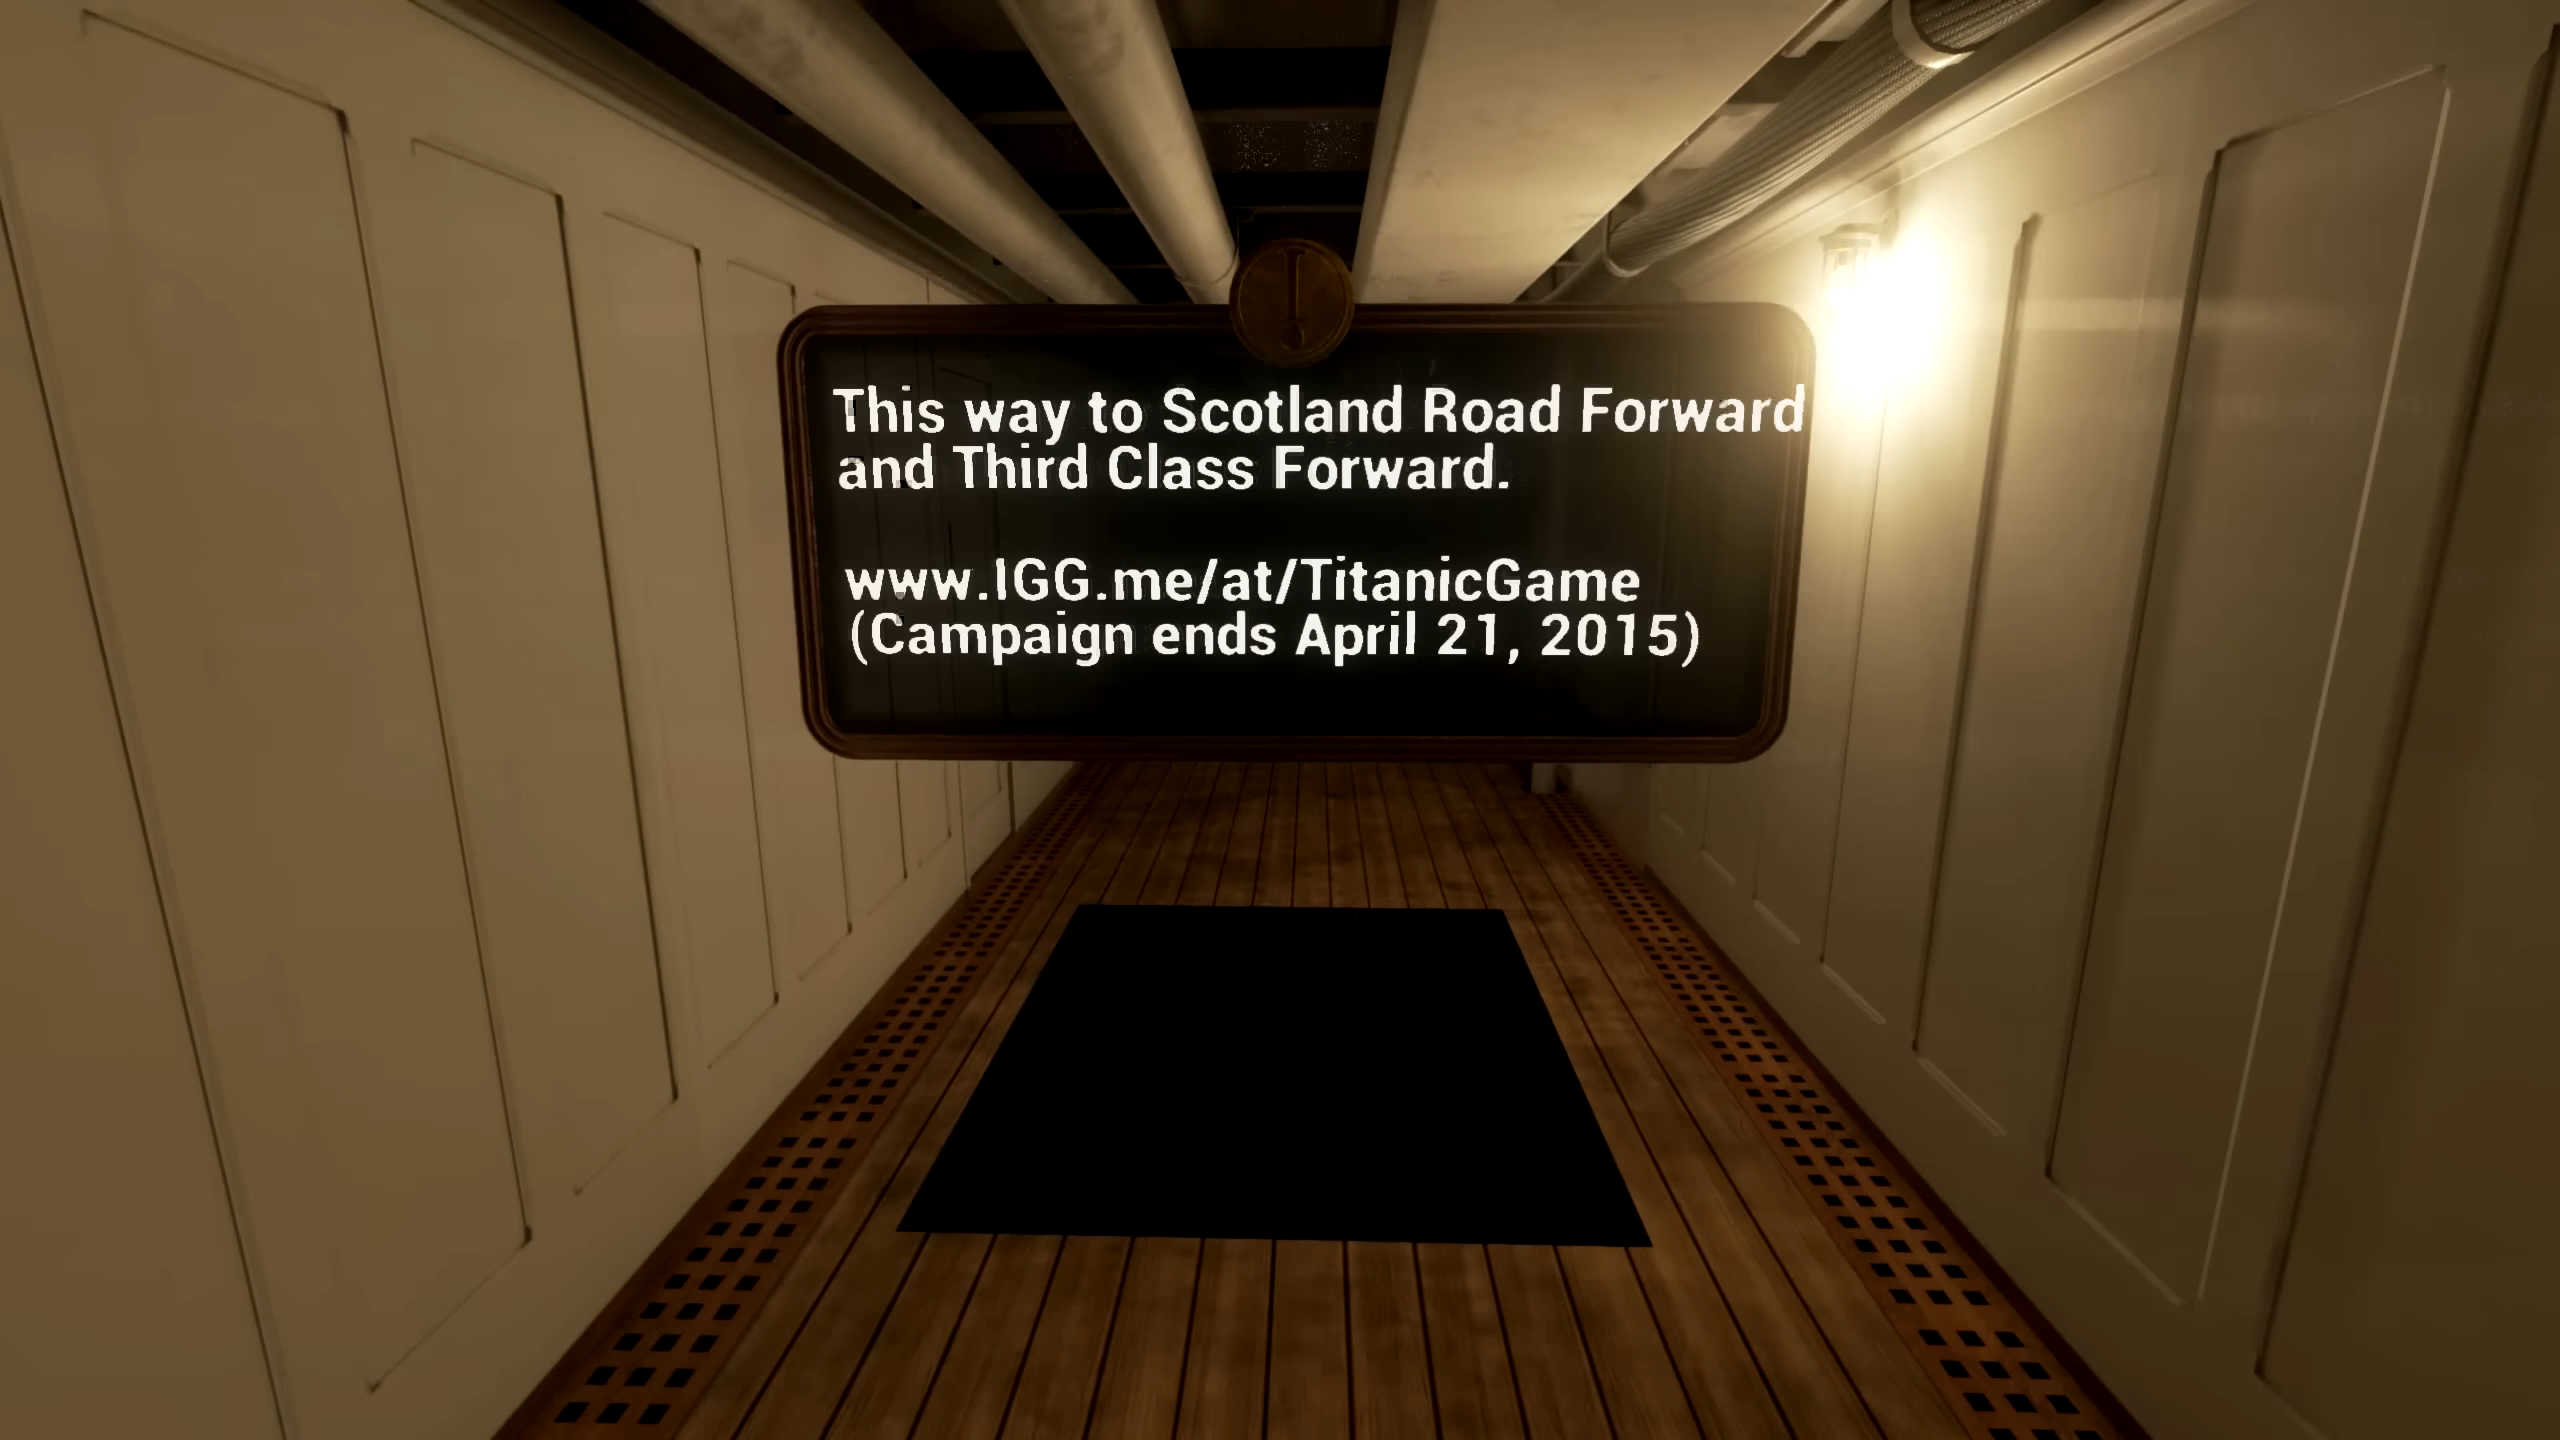 This way to Scotland Road Forward
and Third Class Forward.
www.IGG.me/at/TitanicGame
(Campaign ends April 21, 2015)